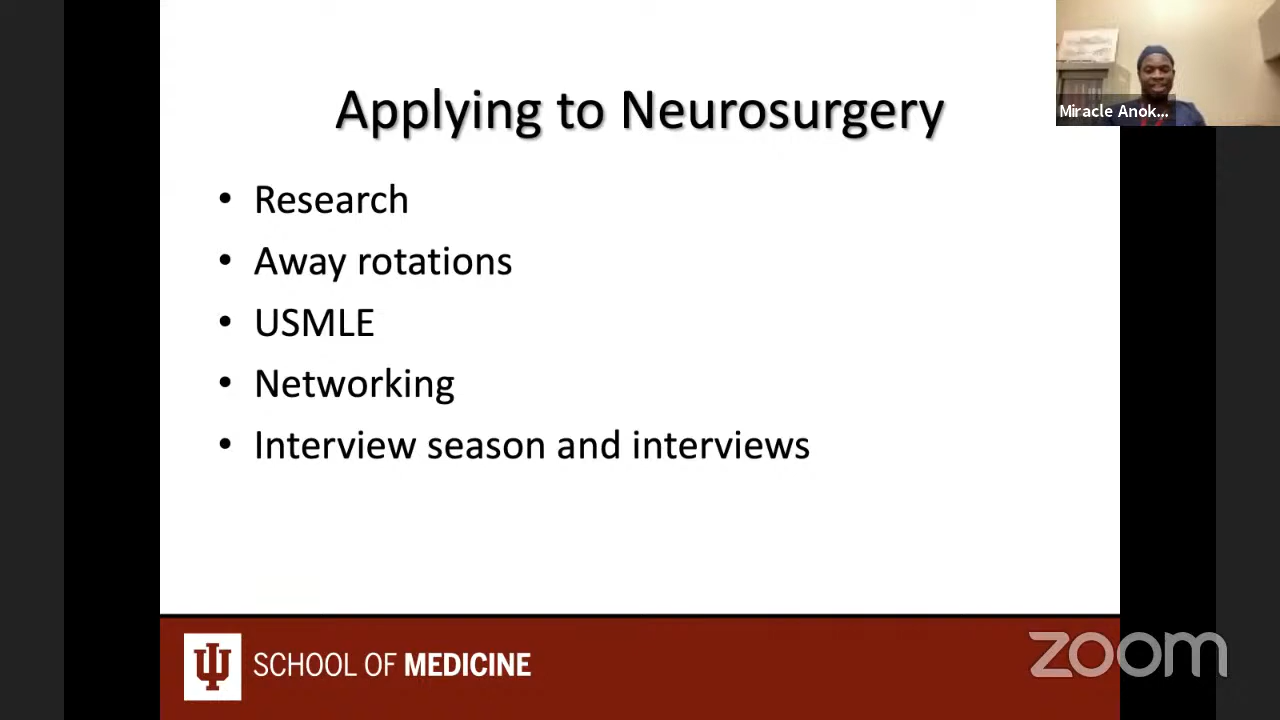 Applying to Neurosurgery
• Research
• Away rotations
• USMLE
• Networking
• Interview season and interviews
SCHOOL OF MEDICINE
Miracle Anok...
zoom